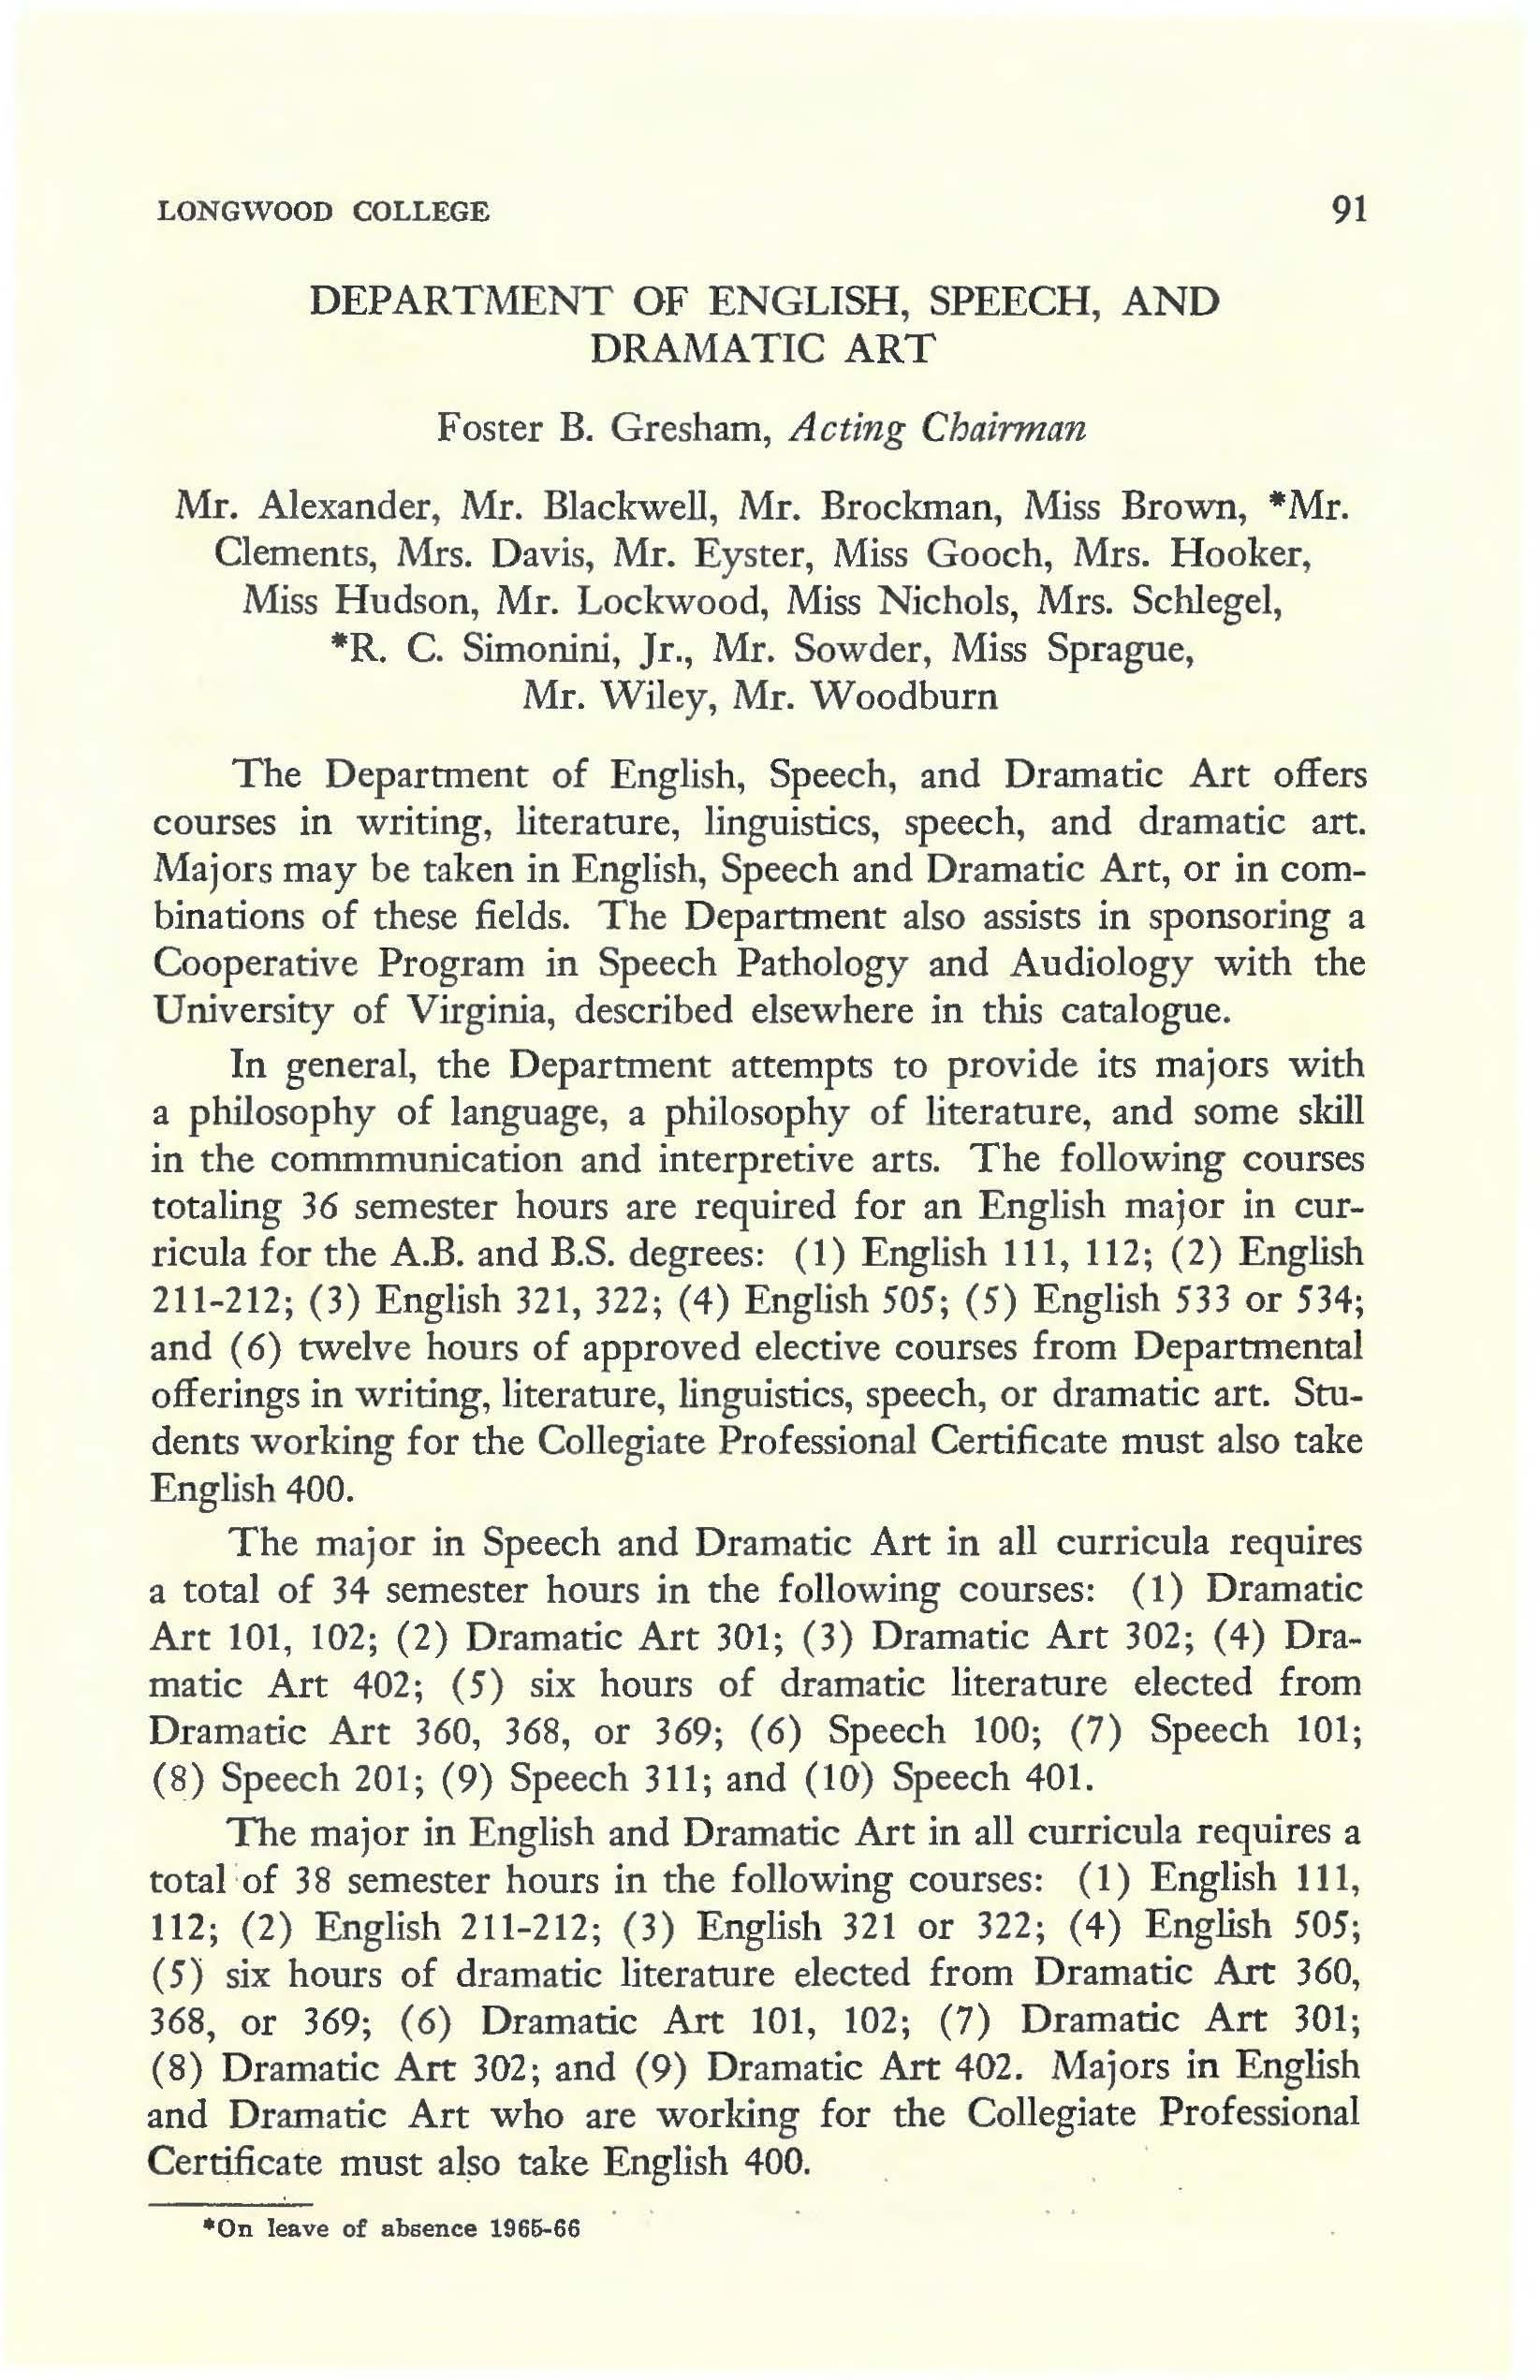 LONGWOOD COLLEGE 91
DEPARTMENT OF ENGLISH, SPEECH, AND
DRAMATIC ART
Foster B. Gresham, Acting Chairman
Mr. Alexander, Mr. Blackwell, Mr. Brockman, Miss Brown, *Mr.
Clements, Mrs. Davis, Mr. Eyster, Miss Gooch, Mrs. Hooker,
Miss Hudson, Mr. Lockwood, Miss Nichols, Mrs. Schlegel,
*R. C. Simonini, Jr., Mr. Sowder, Miss Sprague,
Mr. Wiley, Mr. Woodburn
The Department of English, Speech, and Dramatic Art offers
courses in writing, literature, linguistics, speech, and dramatic art.
Majors may be taken in English, Speech and Dramatic Art, or in com-
binations of these fields. The Department also assists in sponsoring a
Cooperative Program in Speech Pathology and Audiology with the
University of Virginia, described elsewhere in this catalogue.
In general, the Department attempts to provide its majors with
a philosophy of language, a philosophy of literature, and some skill
in the commmunication and interpretive arts. The following courses
totaling 36 semester hours are required for an English major in cur-
ricula for the A.B. and B.S. degrees: (1) English 111, 112; (2) English
211-212; (3) English 321, 322; (4) English 505; (5) English 533 or 534;
and (6) twelve hours of approved elective courses from Departmental
offerings in writing, literature, linguistics, speech, or dramatic art. Stu-
dents working for the Collegiate Professional Certificate must also take
English 400.
The major in Speech and Dramatic Art in all curricula requires
a total of 34 semester hours in the following courses: (1) Dramatic
Art 101, 102; (2) Dramatic Art 301; (3) Dramatic Art 302; (4) Dra-
matic Art 402; (5) six hours of dramatic literature elected from
Dramatic Art 360, 368, or 369; (6) Speech 100; (7) Speech 101;
(8) Speech 201; (9) Speech 311; and (10) Speech 401.
The major in English and Dramatic Art in all curricula requires a
total of 38 semester hours in the following courses: (1) English 111,
112; (2) English 211-212; (3) English 321 or 322; (4) English 505;
(5) six hours of dramatic literature elected from Dramatic Art 360,
368, or 369; (6) Dramatic Art 101, 102; (7) Dramatic Art 301;
(8) Dramatic Art 302; and (9) Dramatic Art 402. Majors in English
and Dramatic Art who are working for the Collegiate Professional
Certificate must also take English 400.
*On leave of absence 1965-66